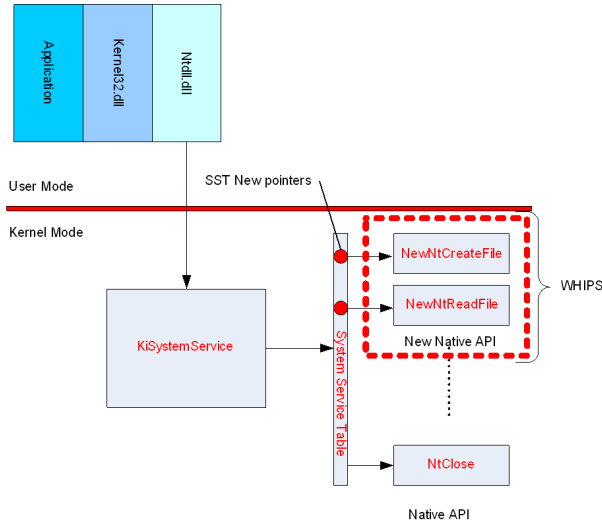 Application
Kernel32.dll
Ntdll.dll
User Mode
SST New pointers
Kernel Mode
NewNtCreateFile
WHIPS
NewNtReadFile
New Native API
KiSystemService
System Service Table
NtClose
Native API